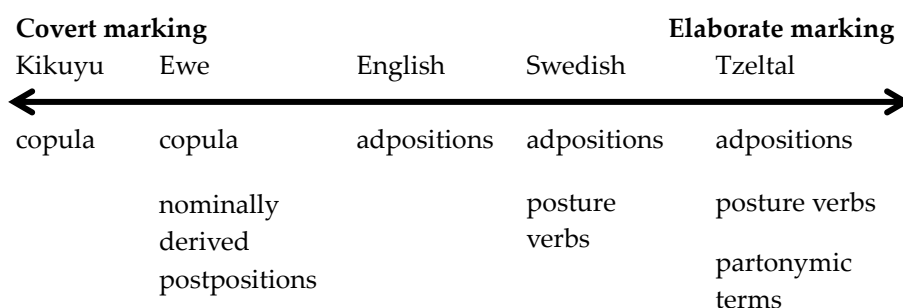 Covert marking Elaborate marking
Kikuyu Ewe English Swedish Tzeltal
copula copula adpositions adpositions adpositions
nominally
derived
postpositions
posture
verbs
posture verbs
partonymic
terms